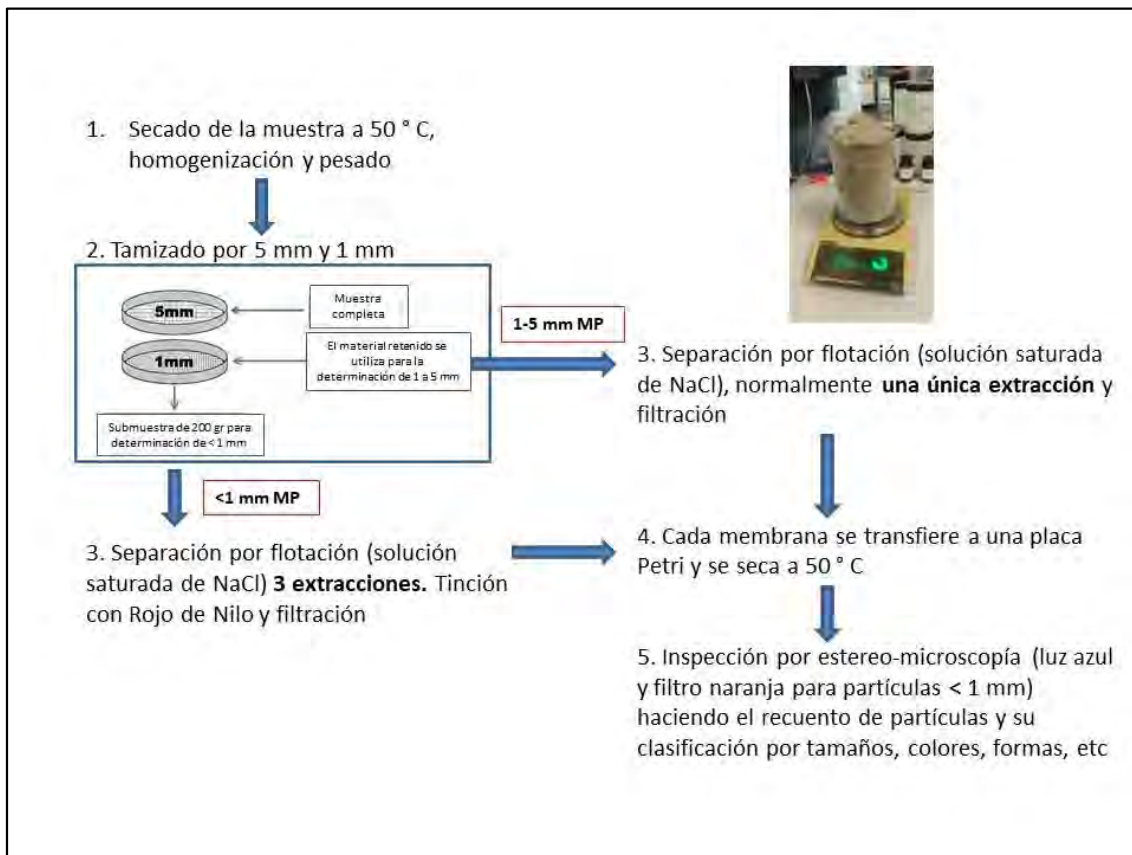 1. Secado de la muestra a 50 ° C,
homogenización y pesado
2. Tamizado por 5 mm y 1 mm
5mm
Muestra
completa
1mm
El material retenido se
utiliza para la
determinación de 1 a 5 mm
Submuestra de 200 gr para
determinación de < 1 mm
1-5 mm MP
<1 mm MP
3. Separación por flotación (solución
saturada de NaCl) 3 extracciones. Tinción
con Rojo de Nilo y filtración
3. Separación por flotación (solución saturada
de NaCl), normalmente una única extracción y
filtración
4. Cada membrana se transfiere a una placa
Petri y se seca a 50 ° C
5. Inspección por estereo-microscopía (luz azul
y filtro naranja para partículas < 1 mm)
haciendo el recuento de partículas y su
clasificación por tamaños, colores, formas, etc